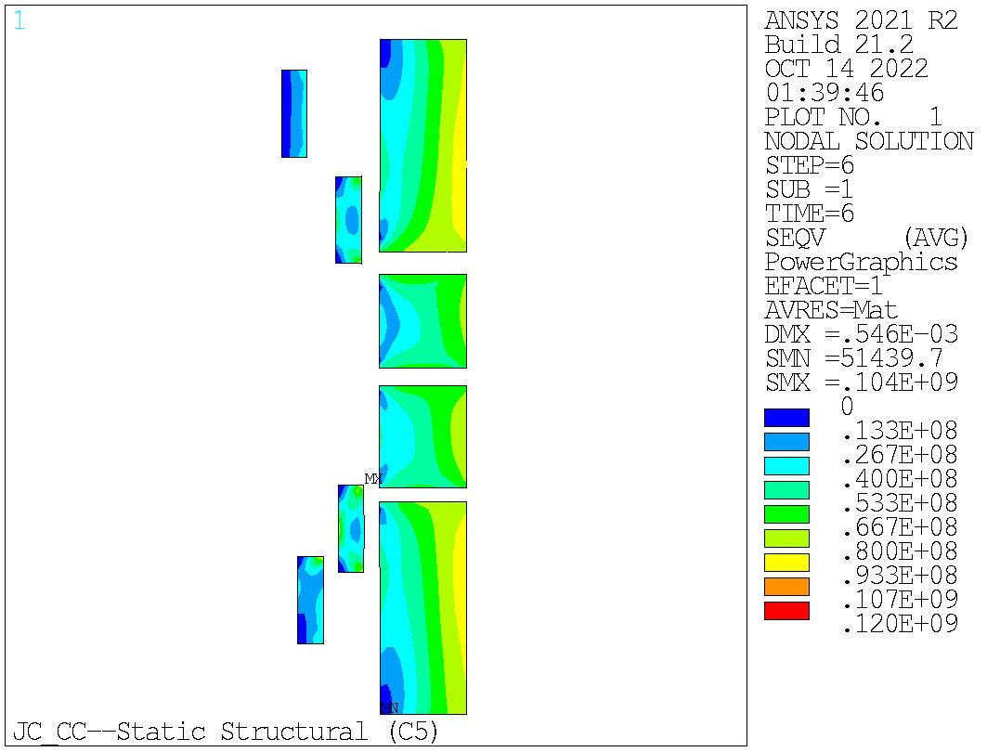 1
ANSYS 2021 R2
Build 21.2
OCT 14 2022
01:39:46
PLOT NO.   1
NODAL SOLUTION
STEP=6
SUB =1
TIME=6
SEQV     (AVG)
PowerGraphics
EFACET=1
AVRES=Mat
DMX =.546E-03
SMN =51439.7
SMX =.104E+09
0
.133E+08
.267E+08
.400E+08
.533E+08
.667E+08
.800E+08
.933E+08
.107E+09
.120E+09
MX
MN
JC_CC--Static Structural (C5)